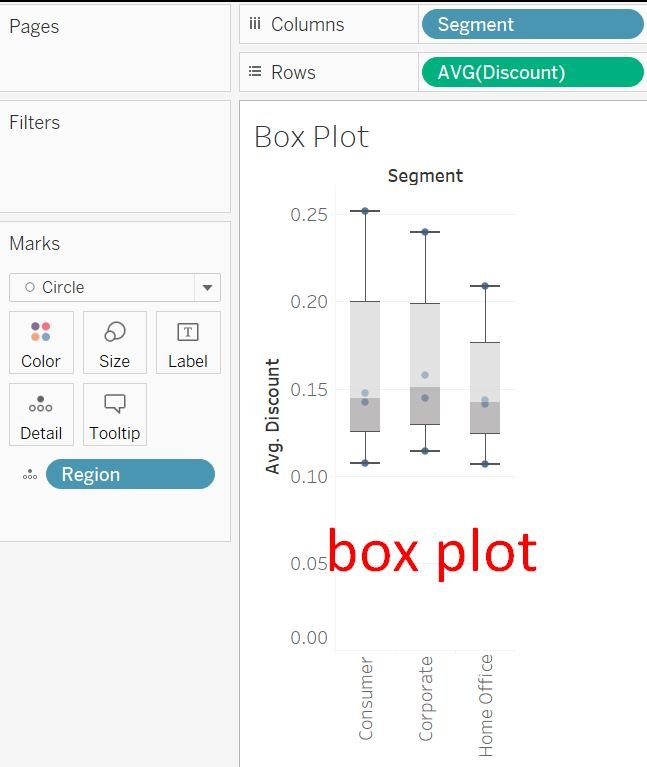 Pages
Columns
Segment
Rows
AVG(Discount)
Filters
Marks
Circle
Color
Size
Label
Detail
Tooltip
Region
Box Plot
Segment
Avg. Discount
0.25
0.20
0.15
0.10
0.05
0.00
box plot
Consumer
Corporate
Home Office